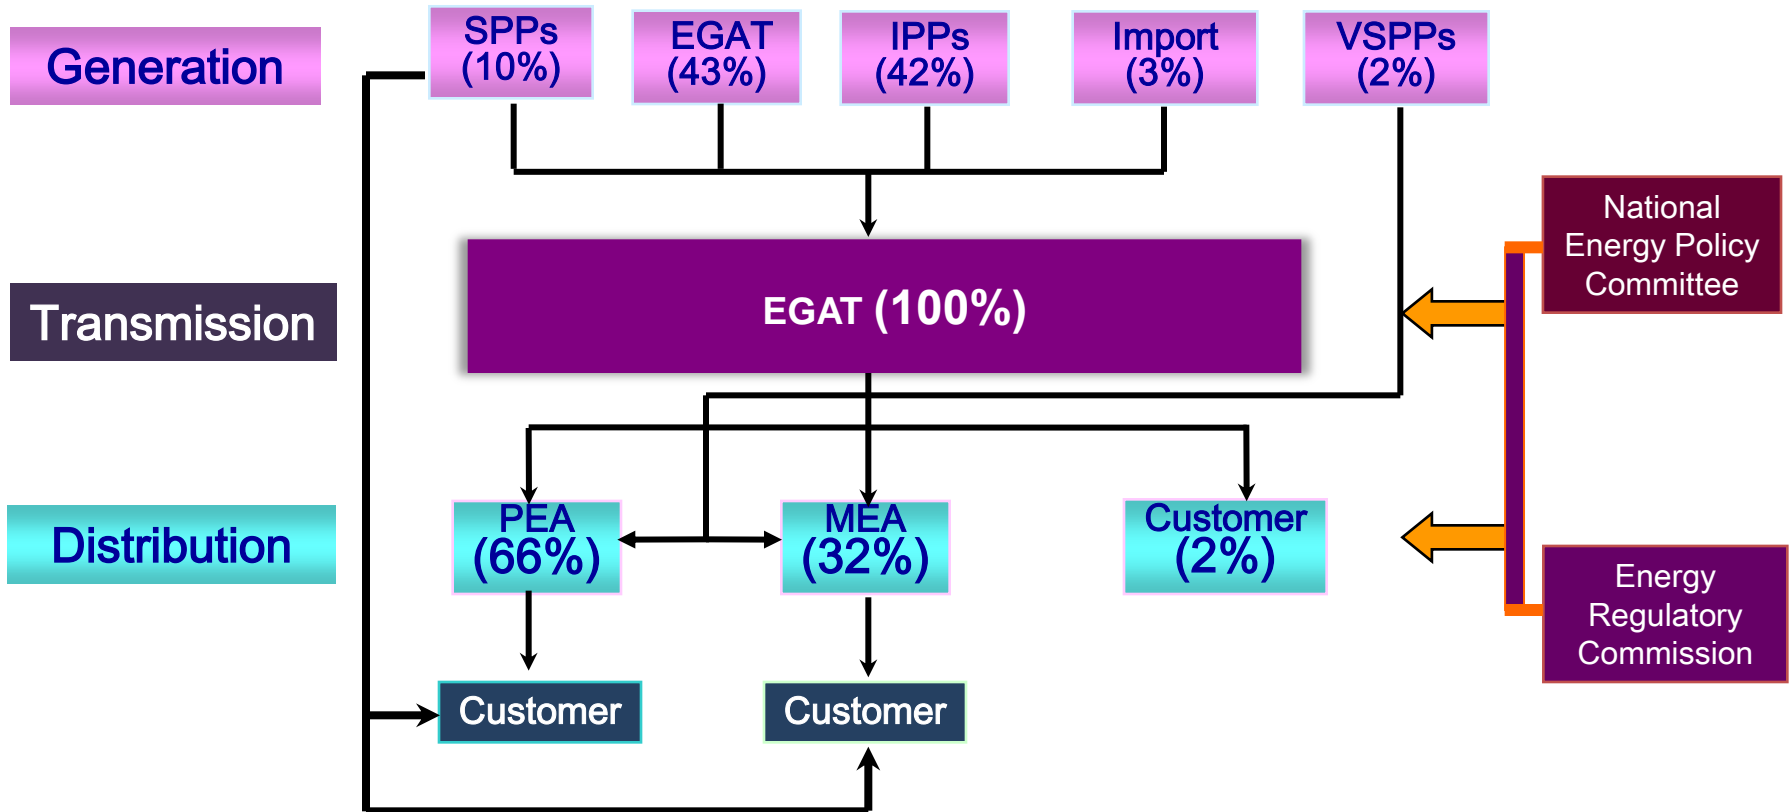 Generation
SPPs
(10%)
EGAT
(43%)
IPPs
(42%)
Import
(3%)
VSPPs
(2%)
National
Energy Policy
Committee
Transmission
EGAT (100%)
Distribution
PEA
(66%)
MEA
(32%)
Customer
(2%)
Energy
Regulatory
Commission
Customer
Customer